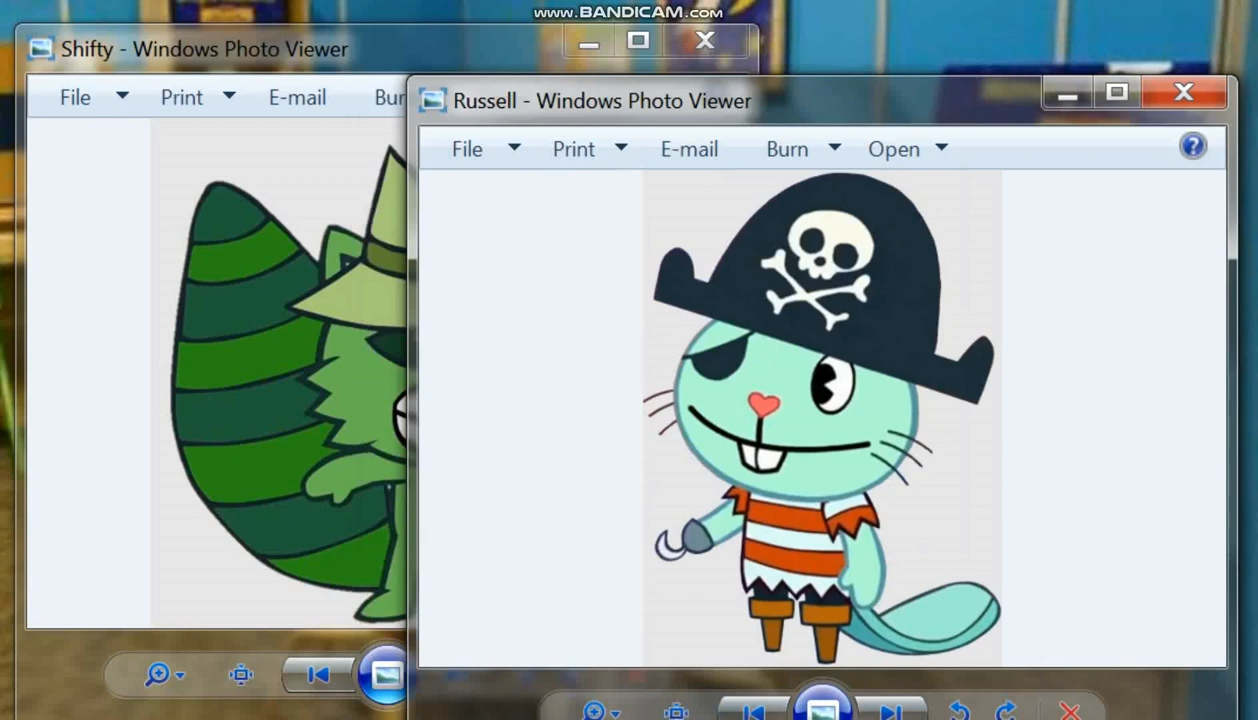 www.BANDICAM.com
Shifty - Windows Photo Viewer
File Print E-mail Bur
Russell - Windows Photo Viewer
File Print E-mail Burn Open